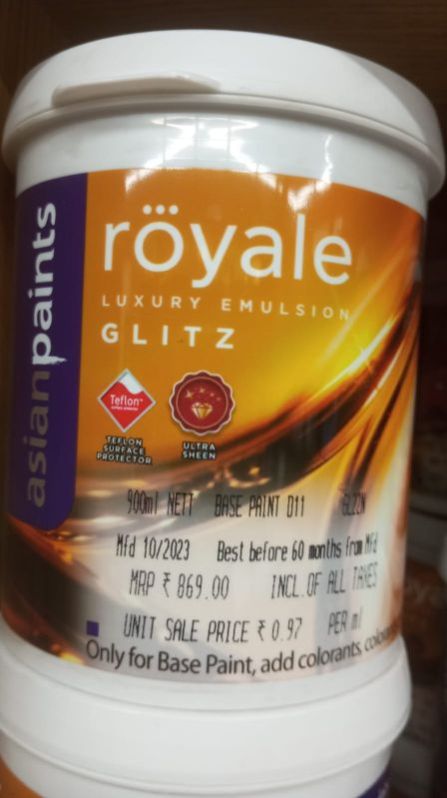 asianpaints
röyale
LUXURY EMULSION
GLITZ
Teflon™
TEFLON
SURFACE
PROTECTOR
ULTRA
SHEEN
900ml NETT BASE PAINT D11
Mfd 10/2023 Best before 60 months from Mfd
MRP ₹ 869.00 INCL.OF ALL TAXES
UNIT SALE PRICE ₹ 0.97 PER ml
Only for Base Paint, add colorants,